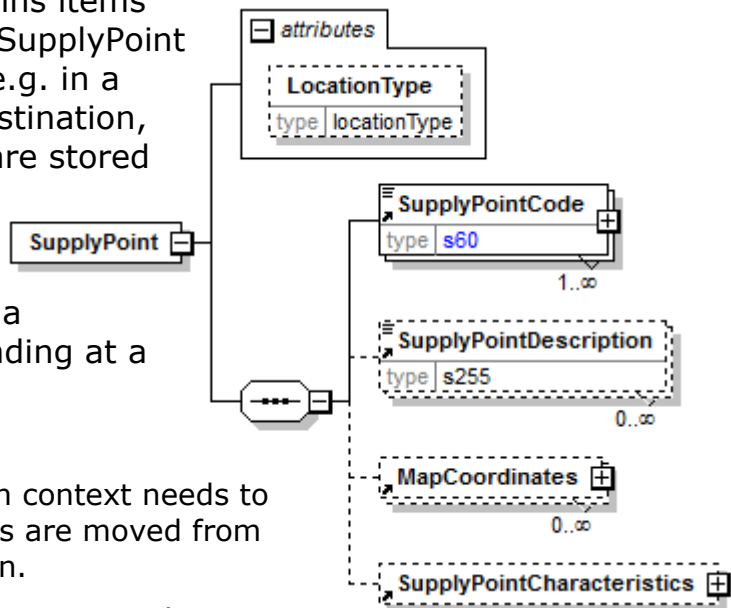 ins items
SupplyPoint
e.g. in a
stination,
are stored
a
ding at a
n context needs to
s are moved from
n.
attributes
LocationType
type locationType
SupplyPoint
SupplyPointCode
type s60
1..∞
SupplyPointDescription
type s255
0..∞
MapCoordinates
0..∞
SupplyPointCharacteristics